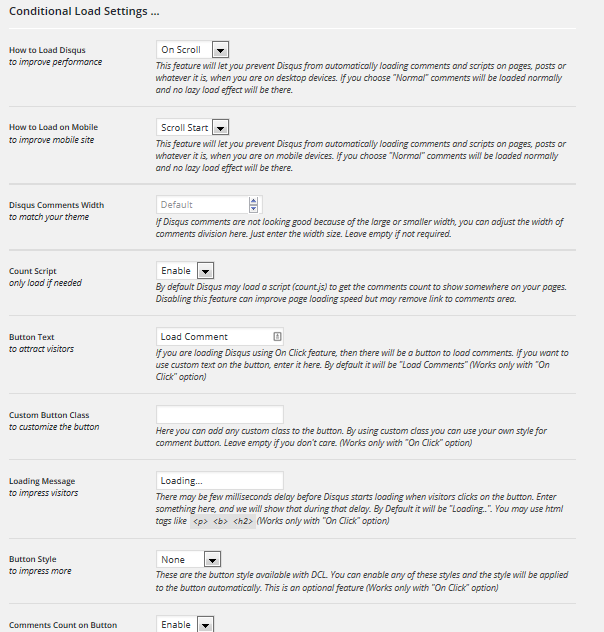 Conditional Load Settings ...
How to Load Disqus
to improve performance
On Scroll
This feature will let you prevent Disqus from automatically loading comments and scripts on pages, posts or
whatever it is, when you are on desktop devices. If you choose "Normal" comments will be loaded normally
and no lazy load effect will be there.
How to Load on Mobile
to improve mobile site
Scroll Start
This feature will let you prevent Disqus from automatically loading comments and scripts on pages, posts or
whatever it is, when you are on mobile devices. If you choose "Normal" comments will be loaded normally
and no lazy load effect will be there.
Disqus Comments Width
to match your theme
Default
If Disqus comments are not looking good because of the large or smaller width, you can adjust the width of
comments division here. Just enter the width size. Leave empty if not required.
Count Script
only load if needed
Enable
By default Disqus may load a script (count.js) to get the comments count to show somewhere on your pages.
Disabling this feature can improve page loading speed but may remove link to comments area.
Button Text
to attract visitors
Load Comment
If you are loading Disqus using On Click feature, then there will be a button to load comments. If you want to
use custom text on the button, enter it here. By default it will be "Load Comments" (Works only with "On
Click" option)
Custom Button Class
to customize the button
Here you can add any custom class to the button. By using custom class you can use your own style for
comment button. Leave empty if you don't care. (Works only with "On Click" option)
Loading Message
to impress visitors
Loading...
There may be few milliseconds delay before Disqus starts loading when visitors clicks on the button. Enter
something here, and we will show that during that delay. By Default it will be "Loading..". You may use html
tags like <p> <b> <h2> (Works only with "On Click" option)
Button Style
to impress more
None
These are the button style available with DCL. You can enable any of these styles and the style will be applied
to the button automatically. This is an optional feature (Works only with "On Click" option)
Comments Count on Button
Enable